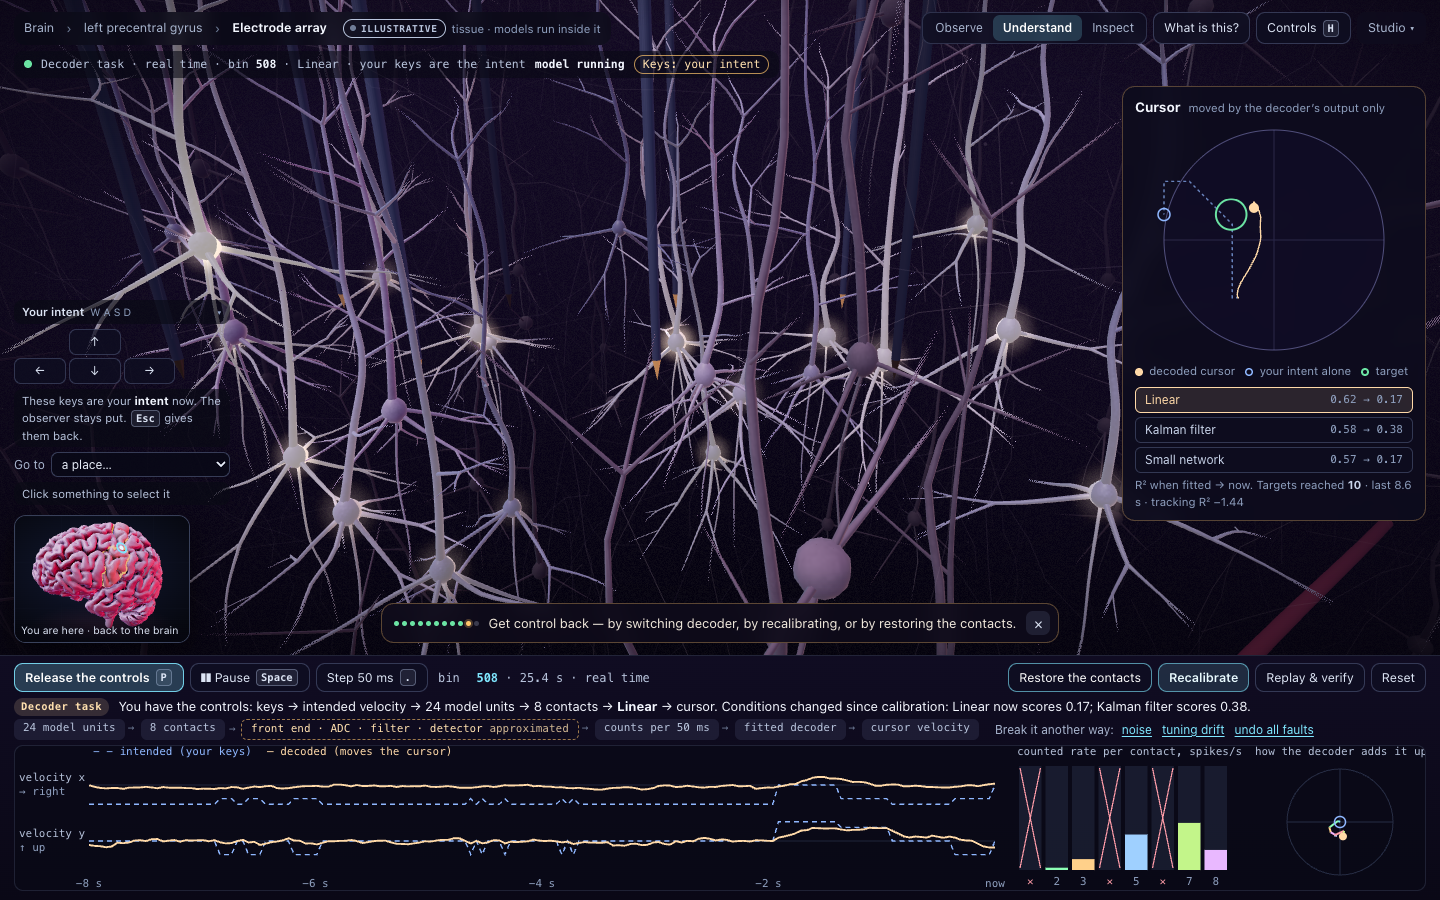 Brain › left precentral gyrus › Electrode array ILLUSTRATIVE tissue · models run inside it
Observe Understand Inspect What is this? Controls H Studio
Decoder task · real time · bin 508 · Linear · your keys are the intent model running Keys: your intent
Cursor moved by the decoder's output only
decoded cursor your intent alone target
Linear 0.62 → 0.17
Kalman filter 0.58 → 0.38
Small network 0.57 → 0.17
R² when fitted → now. Targets reached 10 · last 8.6
s · tracking R² −1.44
Your intent WASD
↑
← ↓ →
These keys are your intent now. The
observer stays put. Esc gives
them back.
Go to a place…
Click something to select it
You are here · back to the brain
Get control back — by switching decoder, by recalibrating, or by restoring the contacts. ×
Release the controls P Pause Space Step 50 ms . bin 508 · 25.4 s · real time
Restore the contacts Recalibrate Replay & verify Reset
Decoder task You have the controls: keys → intended velocity → 24 model units → 8 contacts → Linear → cursor. Conditions changed since calibration: Linear now scores 0.17; Kalman filter scores 0.38.
24 model units → 8 contacts → front end · ADC · filter · detector approximated → counts per 50 ms → fitted decoder → cursor velocity Break it another way: noise tuning drift undo all faults
– – intended (your keys) — decoded (moves the cursor)
counted rate per contact, spikes/s how the decoder adds it up
velocity x
→ right
velocity y
↑ up
−8 s −6 s −4 s −2 s now
× 2 3 × 5 × 7 8